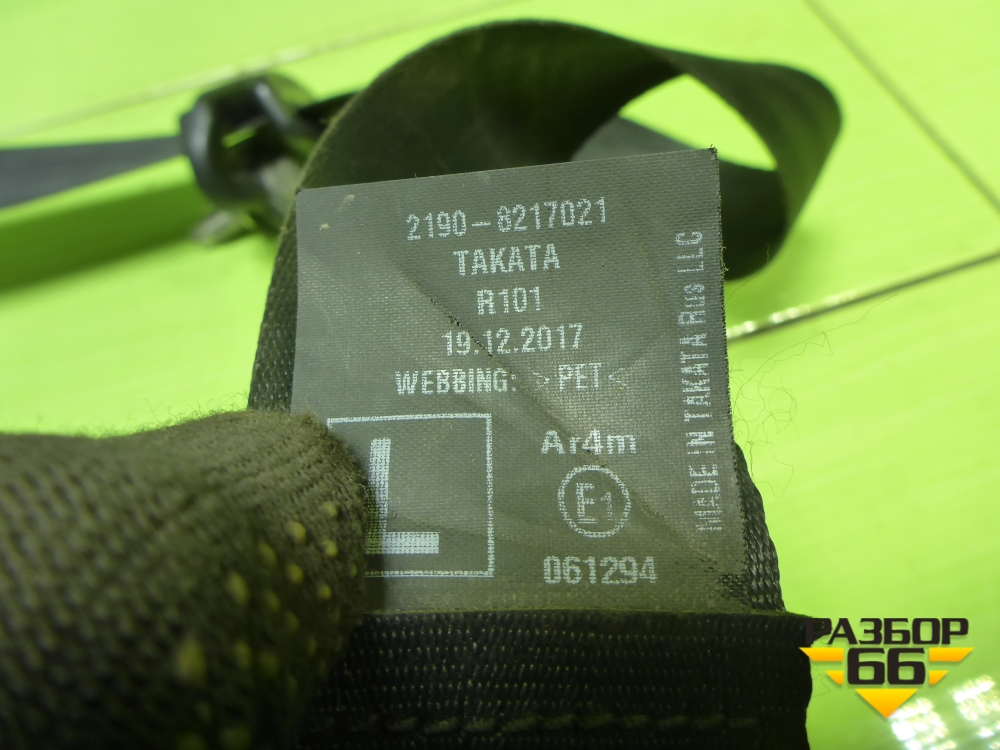 2190-8217021
TAKATA
R101
19.12.2017
WEBBING: >PET<
L
Ar4m
E1
061294
MADE IN TAKATA Rus LLC
РАЗБОР
66